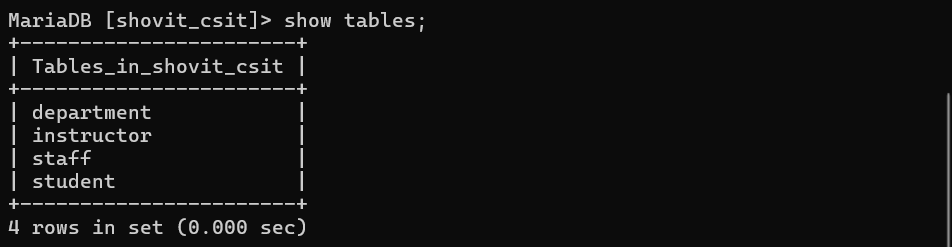 MariaDB [shovit_csit]> show tables;
+-----------------------+
| Tables_in_shovit_csit |
+-----------------------+
| department            |
| instructor            |
| staff                 |
| student               |
+-----------------------+
4 rows in set (0.000 sec)